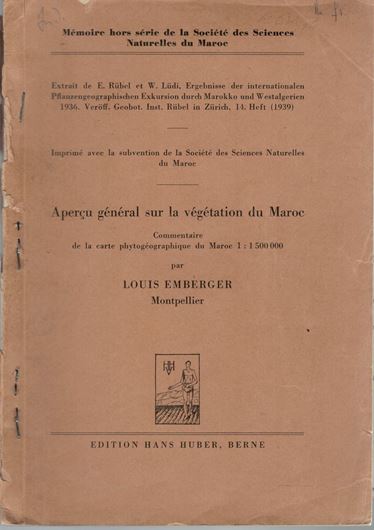 Mémoire hors série de la Société des Sciences
Naturelles du Maroc
Extrait de E. Rübel et W. Lüdi, Ergebnisse der internationalen
Pflanzengeographischen Exkursion durch Marokko und Westalgerien
1936. Veröff. Geobot. Inst. Rübel in Zürich, 14. Heft (1939)
Imprimé avec la subvention de la Société des Sciences Naturelles
du Maroc
Aperçu général sur la végétation du Maroc
Commentaire
de la carte phytogéographique du Maroc 1 : 1 500 000
par
LOUIS EMBERGER
Montpellier
EDITION HANS HUBER, BERNE